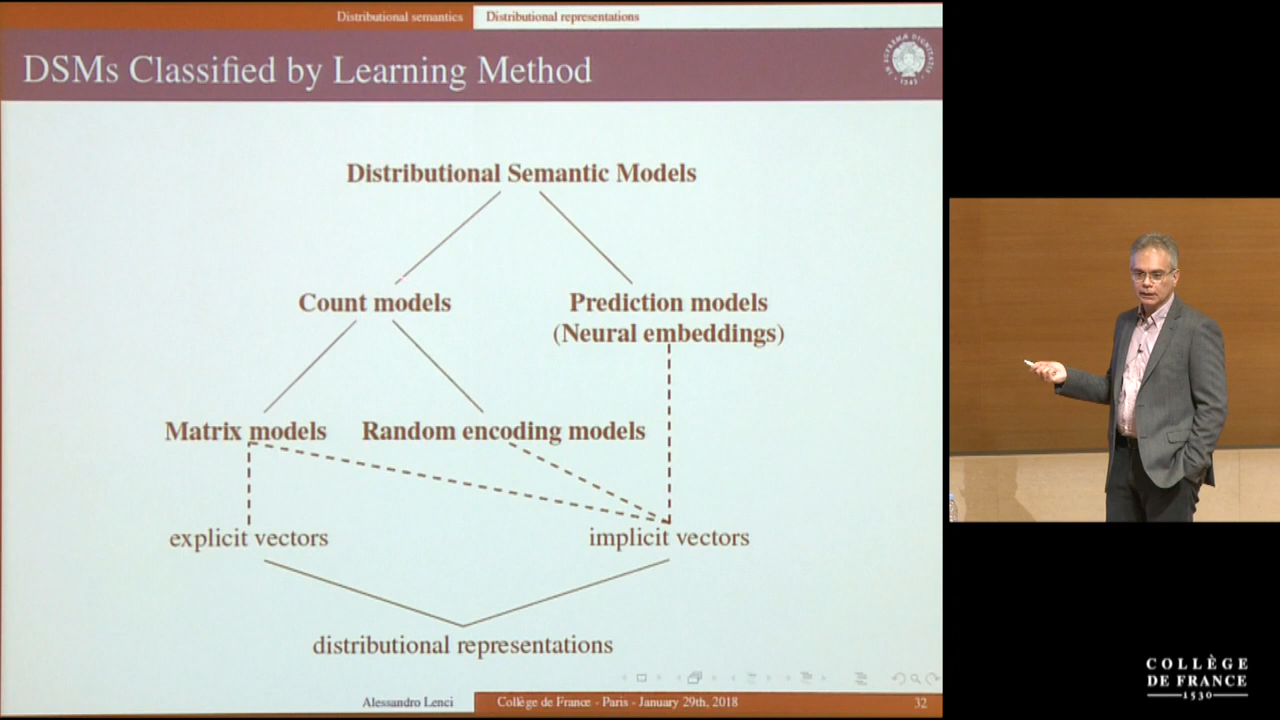 Distributional semantics Distributional representations
DSMs Classified by Learning Method
Distributional Semantic Models
Count models Prediction models
(Neural embeddings)
Matrix models Random encoding models
explicit vectors implicit vectors
distributional representations
Alessandro Lenci Collège de France - Paris - January 29th, 2018 32
COLLÈGE
DE FRANCE
1530